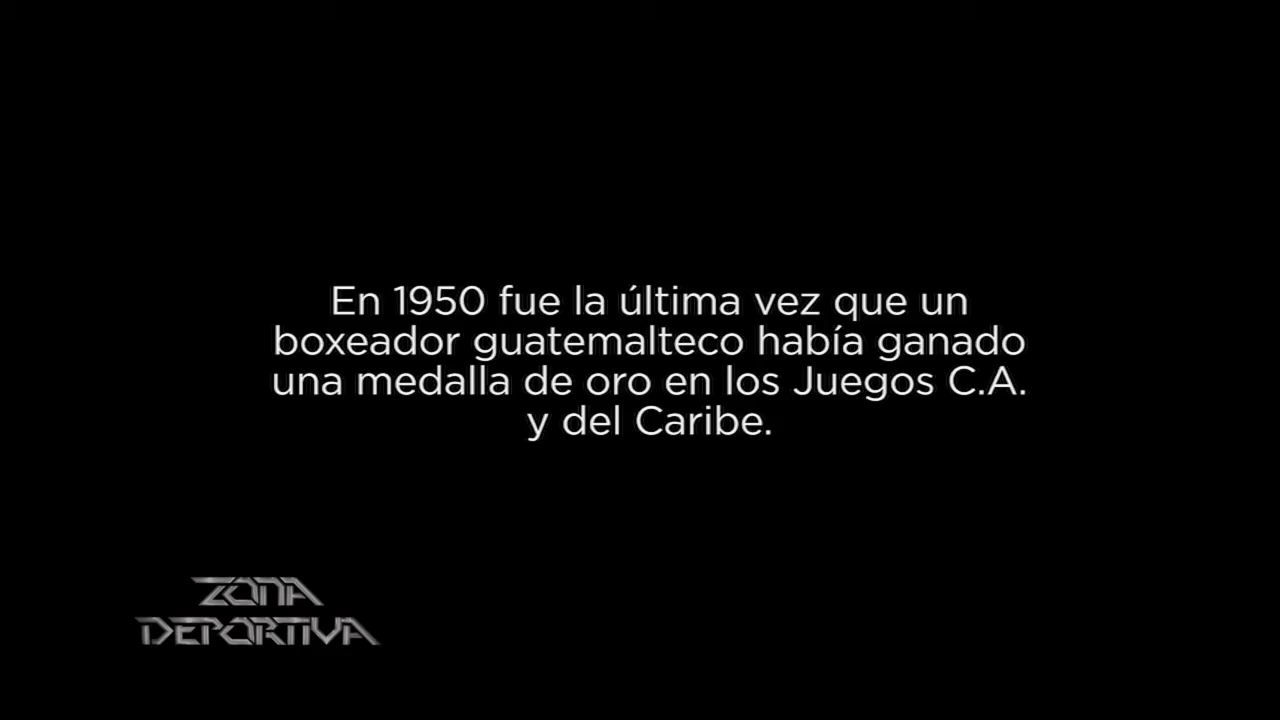 En 1950 fue la última vez que un
boxeador guatemalteco había ganado
una medalla de oro en los Juegos C.A.
y del Caribe.
ZONA
DEPORTIVA